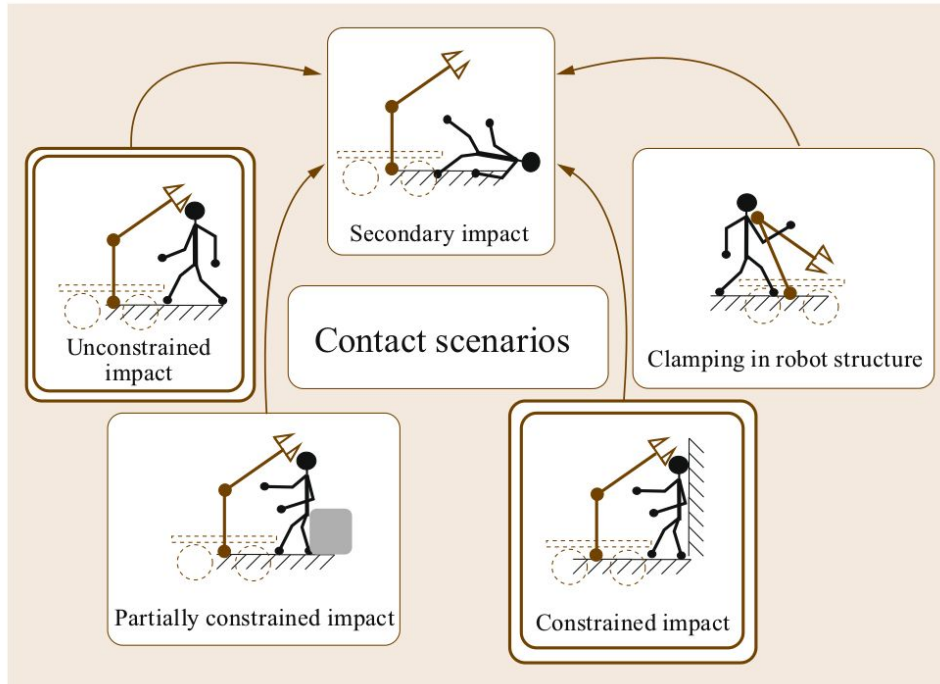 Secondary impact
Unconstrained
impact
Contact scenarios
Clamping in robot structure
Partially constrained impact
Constrained impact